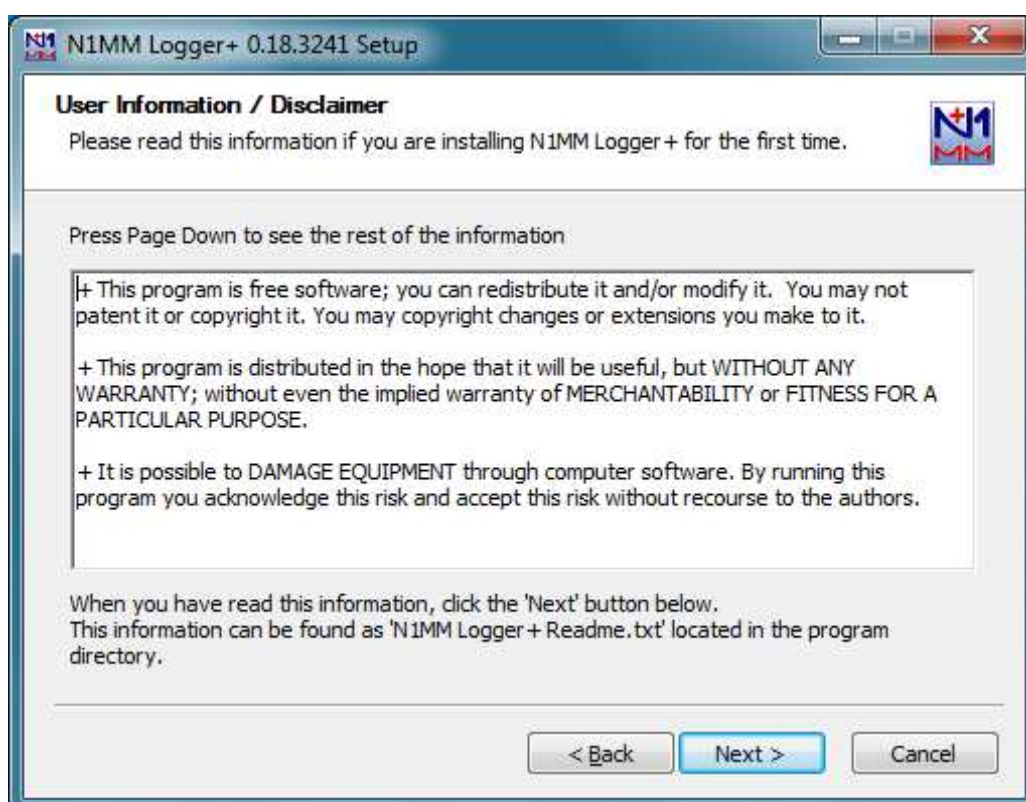 N1MM Logger+ 0.18.3241 Setup
User Information / Disclaimer
Please read this information if you are installing N1MM Logger+ for the first time.
N+1
MM
Press Page Down to see the rest of the information
+ This program is free software; you can redistribute it and/or modify it.  You may not
patent it or copyright it. You may copyright changes or extensions you make to it.
+ This program is distributed in the hope that it will be useful, but WITHOUT ANY
WARRANTY; without even the implied warranty of MERCHANTABILITY or FITNESS FOR A
PARTICULAR PURPOSE.
+ It is possible to DAMAGE EQUIPMENT through computer software. By running this
program you acknowledge this risk and accept this risk without recourse to the authors.
When you have read this information, click the 'Next' button below.
This information can be found as 'N1MM Logger+ Readme.txt' located in the program
directory.
< Back
Next >
Cancel